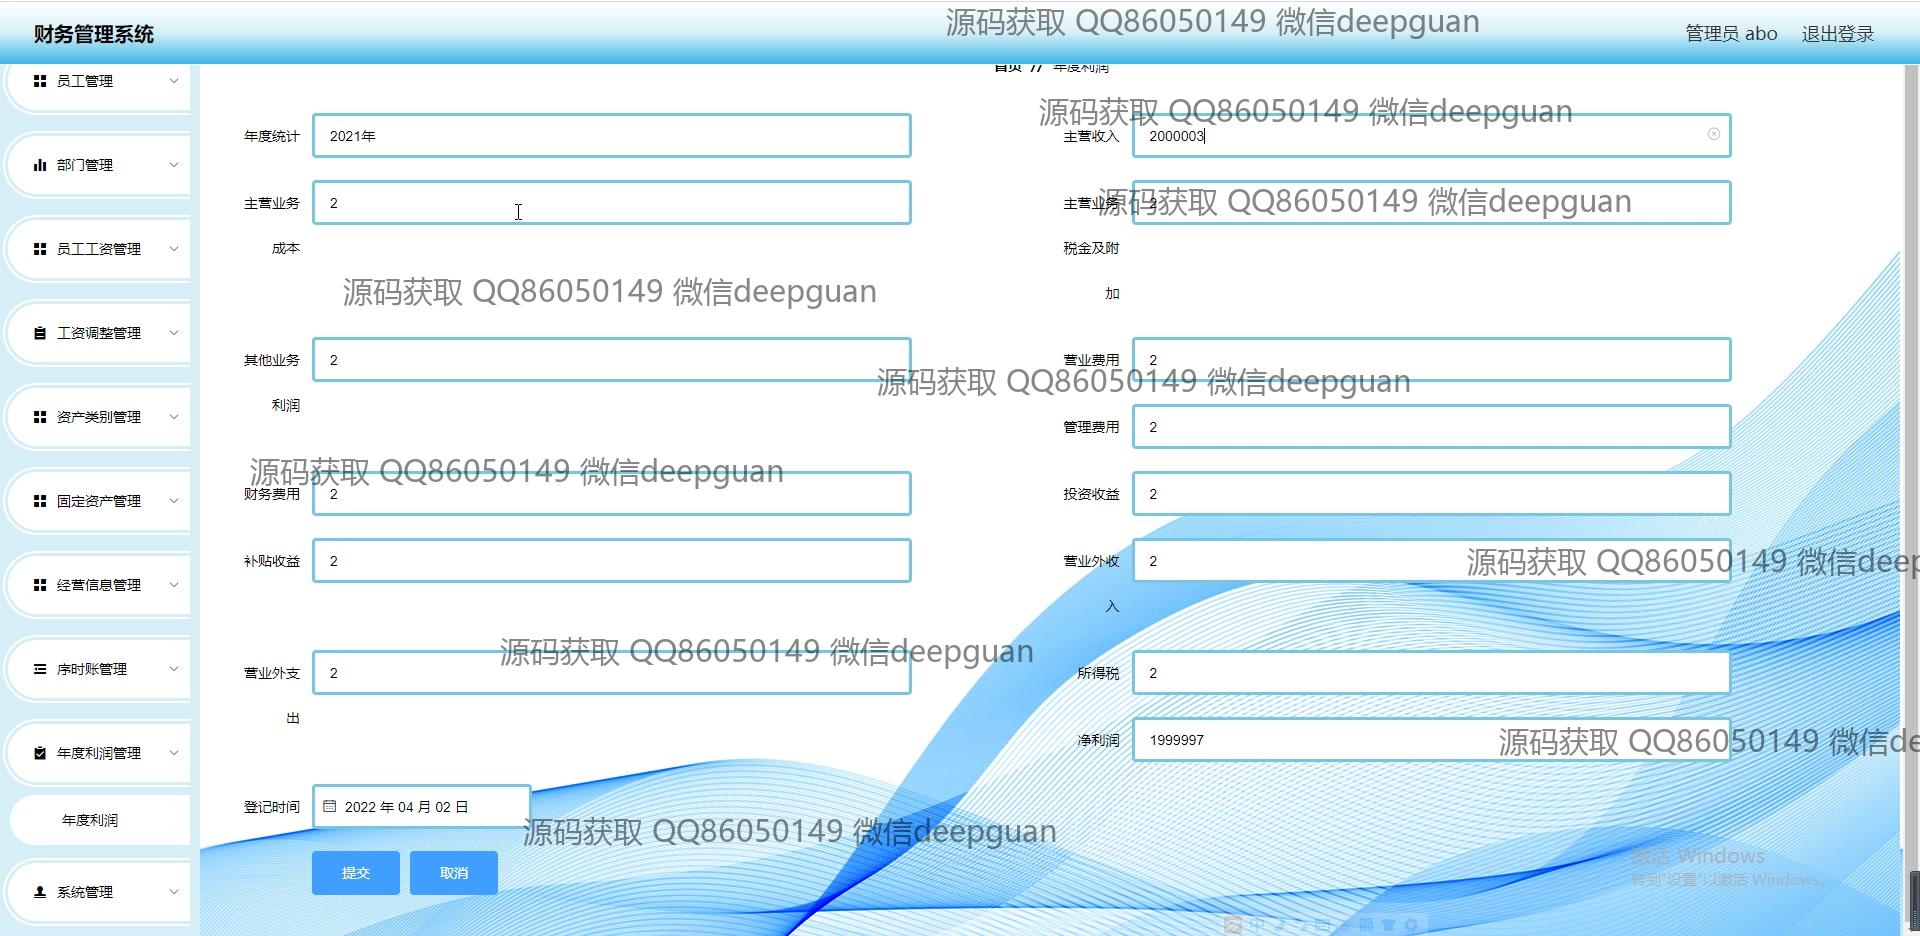 财务管理系统
源码获取 QQ86050149 微信deepguan
管理员 abo 退出登录
首页 // 年度利润
员工管理
部门管理
员工工资管理
工资调整管理
资产类别管理
固定资产管理
经营信息管理
序时账管理
年度利润管理
年度利润
系统管理
源码获取 QQ86050149 微信deepguan
年度统计 2021年
主营收入 2000003
源码获取 QQ86050149 微信deepguan
主营业务 2
成本
主营业务 2
税金及附
加
源码获取 QQ86050149 微信deepguan
其他业务 2
利润
营业费用 2
源码获取 QQ86050149 微信deepguan
管理费用 2
源码获取 QQ86050149 微信deepguan
财务费用 2
投资收益 2
补贴收益 2
营业外收 2
入
源码获取 QQ86050149 微信deep
源码获取 QQ86050149 微信deepguan
营业外支 2
出
所得税 2
净利润 1999997
源码获取 QQ86050149 微信de
登记时间 2022 年 04 月 02 日
源码获取 QQ86050149 微信deepguan
提交 取消
激活 Windows
转到"设置"以激活 Windows。
中 简